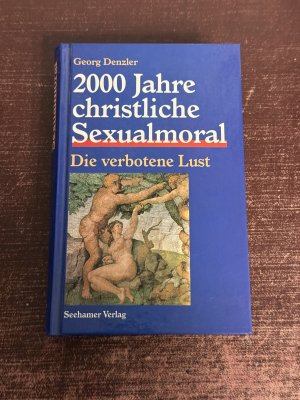 Georg Denzler
2000 Jahre
christliche
Sexualmoral
Die verbotene Lust
Seehamer Verlag